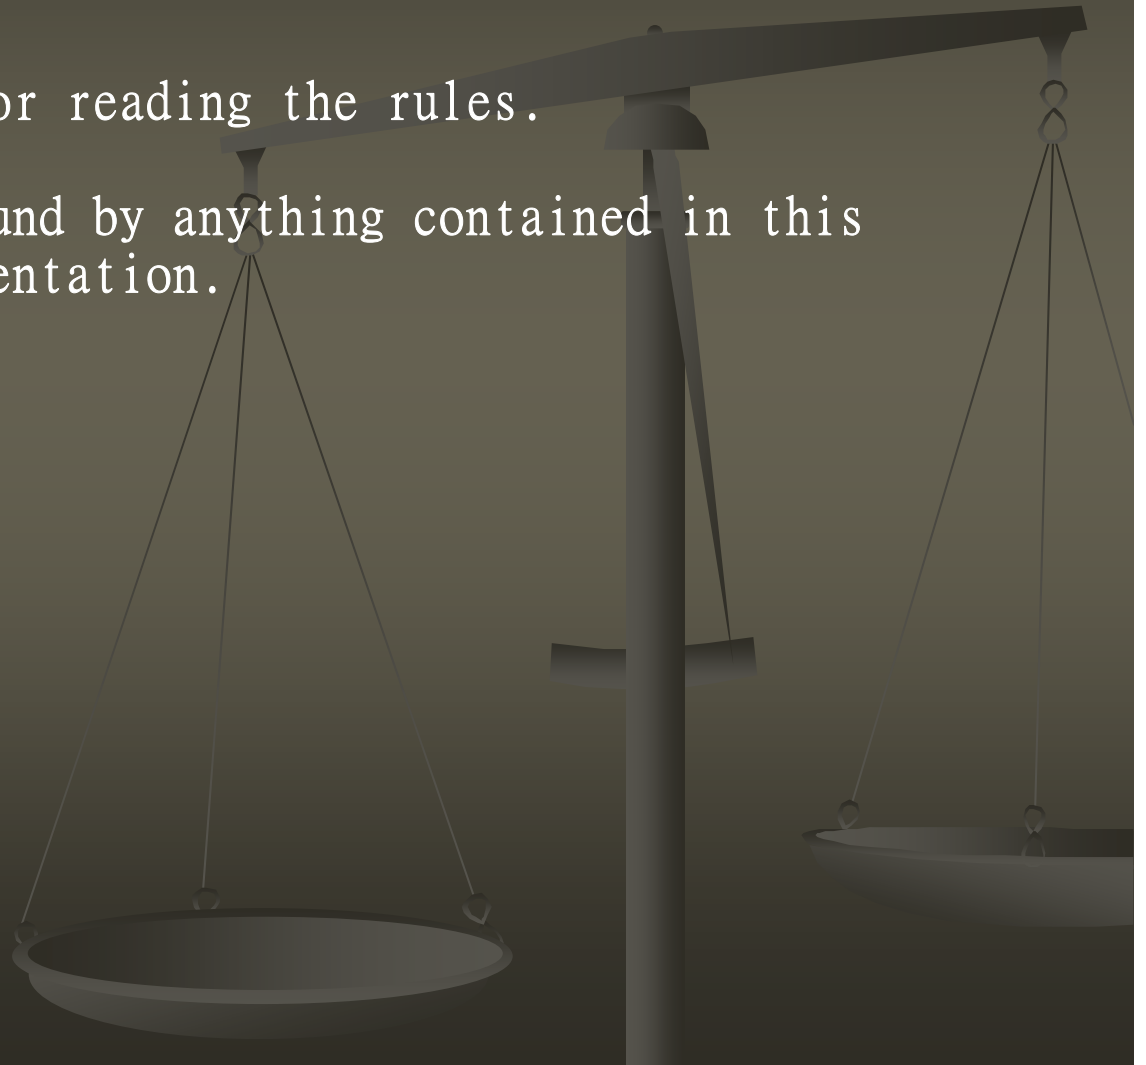 or reading the rules.
und by anything contained in this
entation.